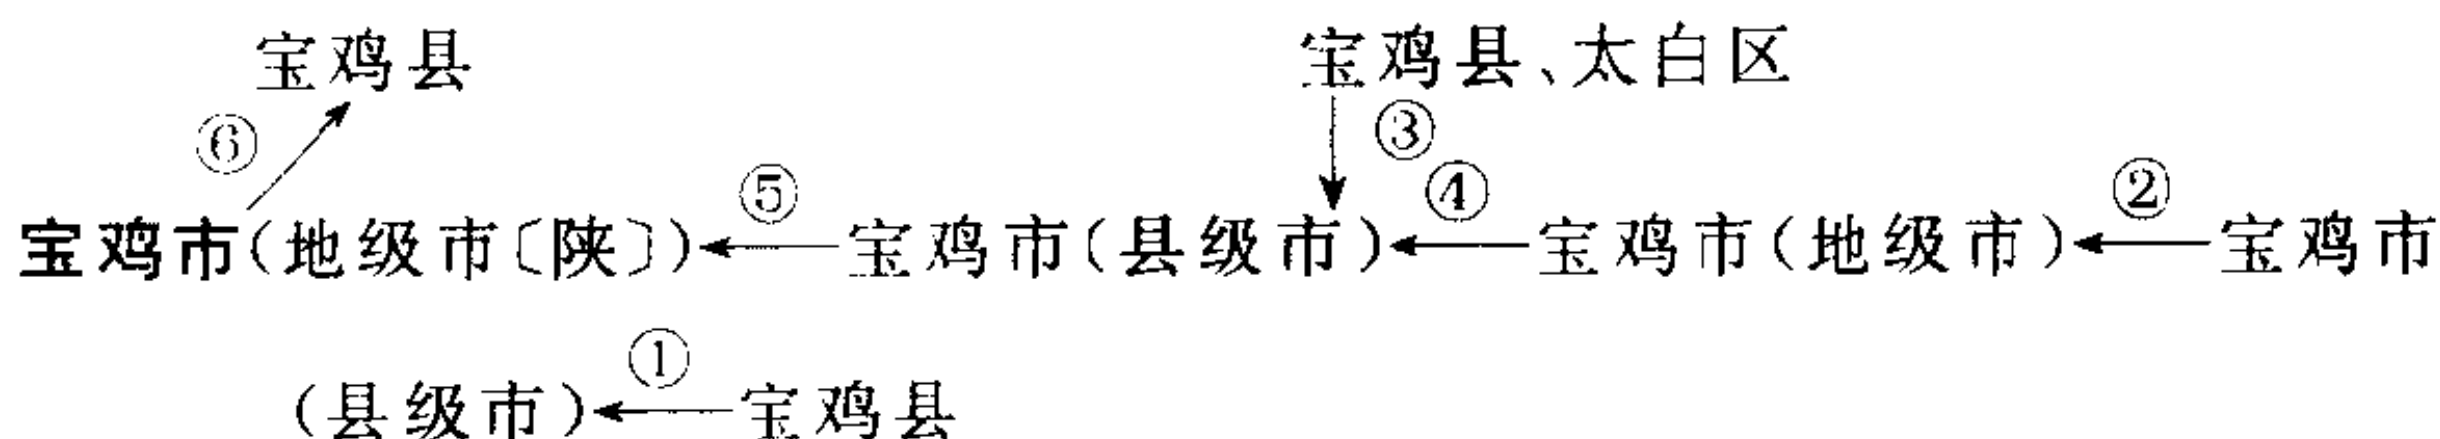 宝鸡县 宝鸡县、太白区
⑥ ③
⑤ ④ ②
宝鸡市(地级市〔陕〕) 宝鸡市(县级市) 宝鸡市(地级市) 宝鸡市
①
(县级市) 宝鸡县